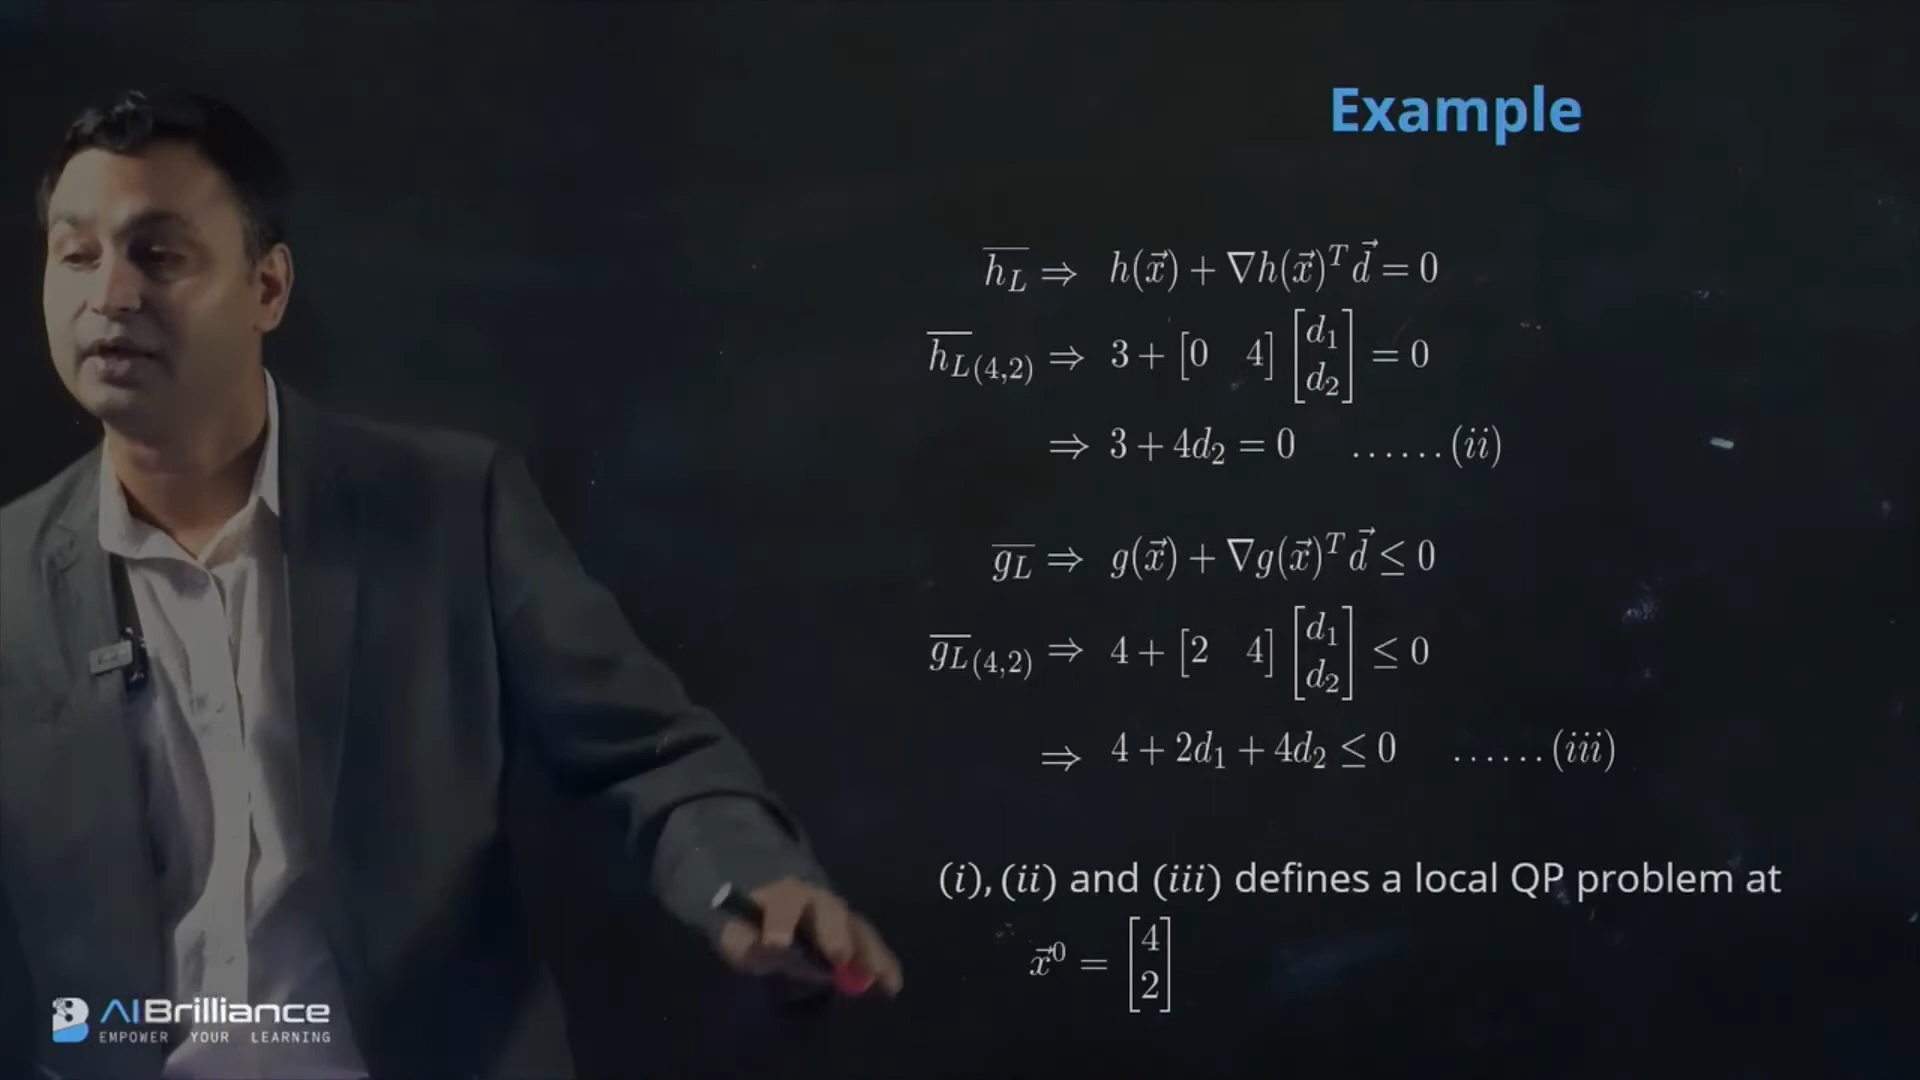 Example
$\overline{h_L} \Rightarrow h(\vec{x}) + \nabla h(\vec{x})^T \vec{d} = 0$
$\overline{h_L}_{(4,2)} \Rightarrow 3 + \begin{bmatrix} 0 & 4 \end{bmatrix} \begin{bmatrix} d_1 \\ d_2 \end{bmatrix} = 0$
$\Rightarrow 3 + 4d_2 = 0 \quad ......(ii)$
$\overline{g_L} \Rightarrow g(\vec{x}) + \nabla g(\vec{x})^T \vec{d} \leq 0$
$\overline{g_L}_{(4,2)} \Rightarrow 4 + \begin{bmatrix} 2 & 4 \end{bmatrix} \begin{bmatrix} d_1 \\ d_2 \end{bmatrix} \leq 0$
$\Rightarrow 4 + 2d_1 + 4d_2 \leq 0 \quad ......(iii)$
(i), (ii) and (iii) defines a local QP problem at
$\vec{x}^0 = \begin{bmatrix} 4 \\ 2 \end{bmatrix}$
AIBrilliance
EMPOWER YOUR LEARNING